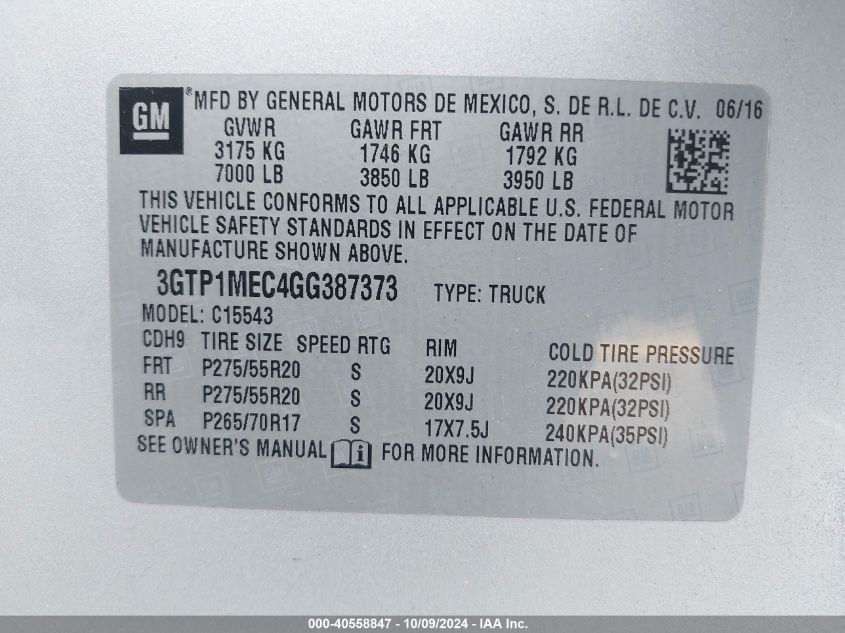 GM ® MFD BY GENERAL MOTORS DE MEXICO, S. DE R.L. DE C.V. 06/16
GVWR GAWR FRT GAWR RR
3175 KG 1746 KG 1792 KG
7000 LB 3850 LB 3950 LB
THIS VEHICLE CONFORMS TO ALL APPLICABLE U.S. FEDERAL MOTOR
VEHICLE SAFETY STANDARDS IN EFFECT ON THE DATE OF
MANUFACTURE SHOWN ABOVE.
3GTP1MEC4GG387373 TYPE: TRUCK
MODEL: C15543
CDH9 TIRE SIZE SPEED RTG RIM COLD TIRE PRESSURE
FRT P275/55R20 S 20X9J 220KPA(32PSI)
RR P275/55R20 S 20X9J 220KPA(32PSI)
SPA P265/70R17 S 17X7.5J 240KPA(35PSI)
SEE OWNER'S MANUAL i FOR MORE INFORMATION.
000-40558847 - 10/09/2024 - IAA Inc.